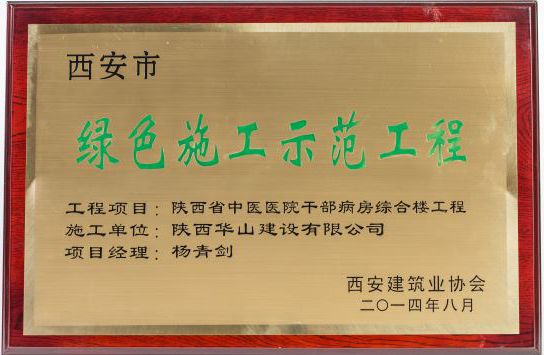 西安市
绿色施工示范工程
工程项目：陕西省中医医院干部病房综合楼工程
施工单位：陕西华山建设有限公司
项目经理：杨青剑
西安建筑业协会
二〇一四年八月